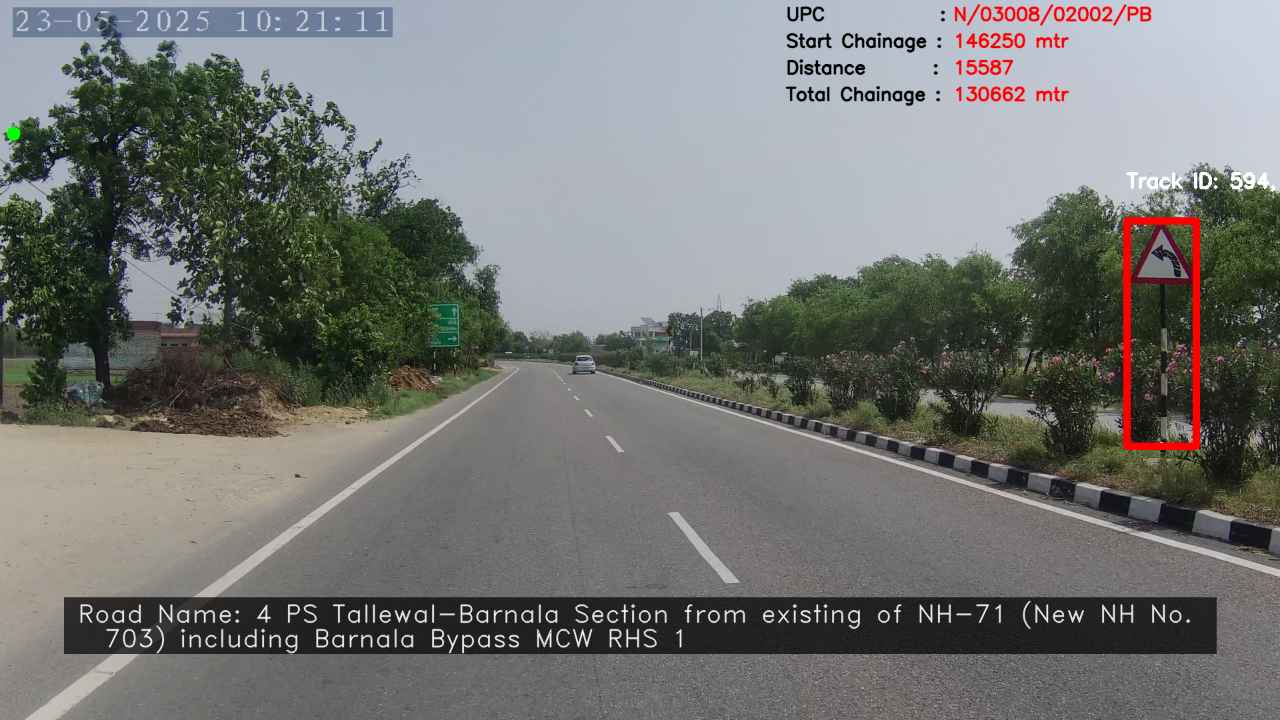 23-05-2025 10:21:11
UPC : N/03008/02002/PB
Start Chainage : 146250 mtr
Distance : 15587
Total Chainage : 130662 mtr
Track ID: 594,
Road Name: 4 PS Tallewal-Barnala Section from existing of NH-71 (New NH No.
703) including Barnala Bypass MCW RHS 1